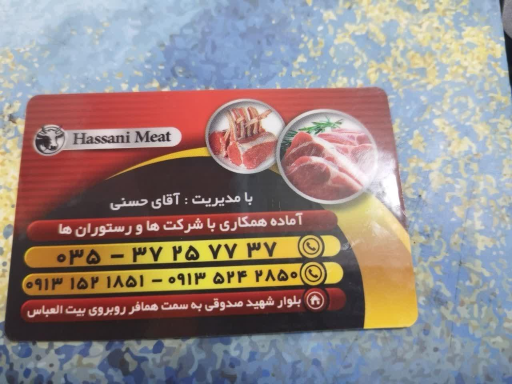 Hassani Meat
با مدیریت : آقای حسنی
آماده همکاری با شرکت ها و رستوران ها
۰۳۵ - ۳۷ ۲۵ ۷۷ ۳۷
۰۹۱۳ ۱۵۲ ۱۸۵۱ - ۰۹۱۳ ۵۲۴ ۲۸۵۰
بلوار شهید صدوقی به سمت همافر روبروی بیت العباس